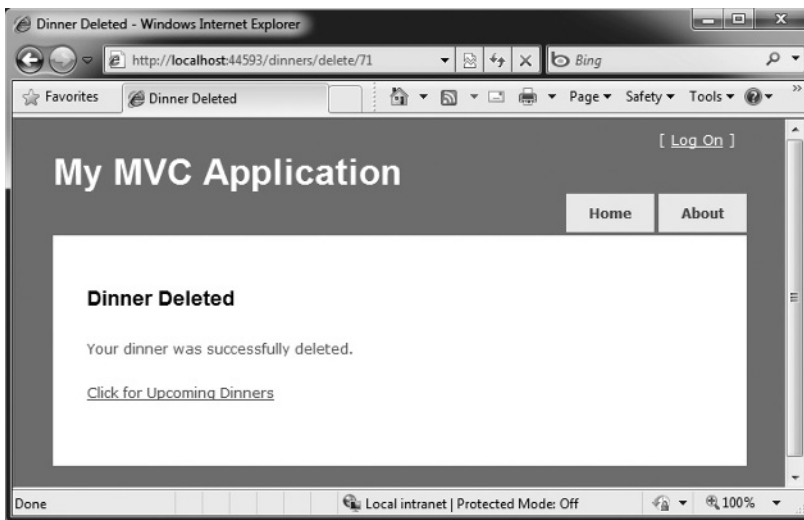 Dinner Deleted - Windows Internet Explorer
http://localhost:44593/dinners/delete/71
Bing
Favorites
Dinner Deleted
Page
Safety
Tools
[ Log On ]
My MVC Application
Home
About
Dinner Deleted
Your dinner was successfully deleted.
Click for Upcoming Dinners
Done
Local intranet | Protected Mode: Off
100%